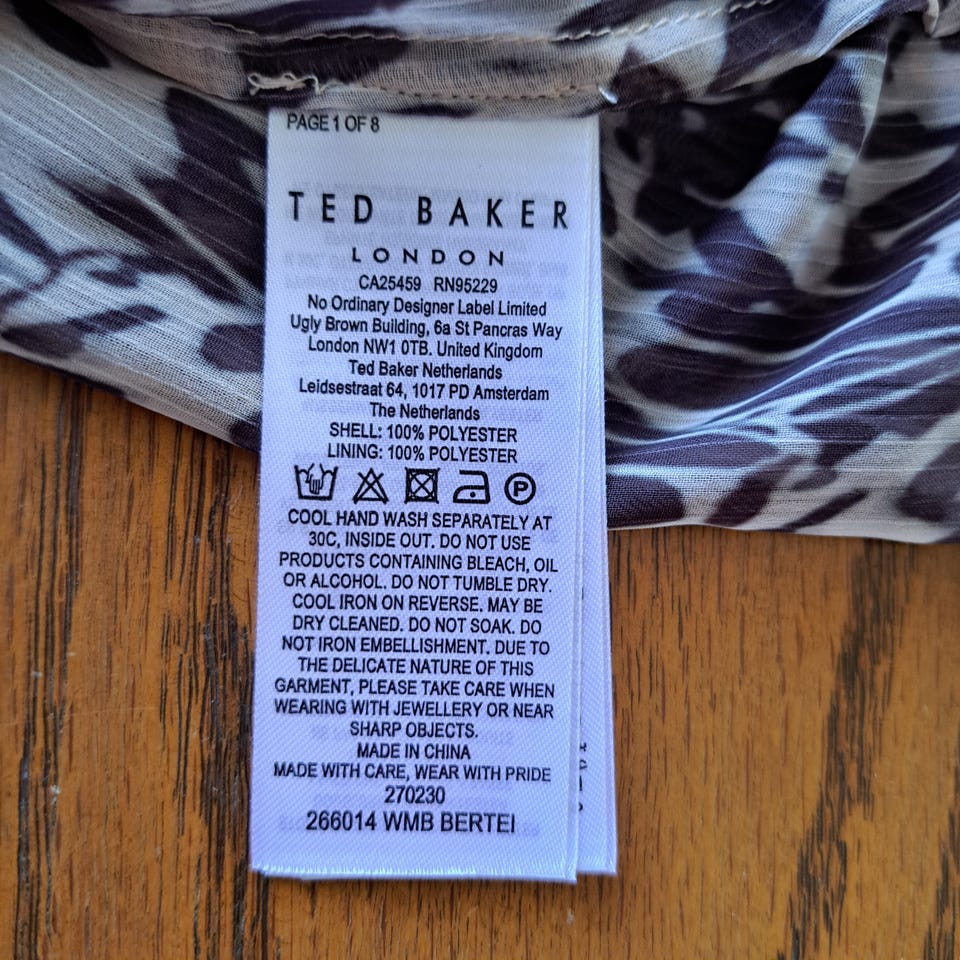 PAGE 1 OF 8
TED BAKER
LONDON
CA25459 RN95229
No Ordinary Designer Label Limited
Ugly Brown Building, 6a St Pancras Way
London NW1 0TB. United Kingdom
Ted Baker Netherlands
Leidsestraat 64, 1017 PD Amsterdam
The Netherlands
SHELL: 100% POLYESTER
LINING: 100% POLYESTER
P
COOL HAND WASH SEPARATELY AT
30C, INSIDE OUT. DO NOT USE
PRODUCTS CONTAINING BLEACH, OIL
OR ALCOHOL. DO NOT TUMBLE DRY.
COOL IRON ON REVERSE. MAY BE
DRY CLEANED. DO NOT SOAK. DO
NOT IRON EMBELLISHMENT. DUE TO
THE DELICATE NATURE OF THIS
GARMENT, PLEASE TAKE CARE WHEN
WEARING WITH JEWELLERY OR NEAR
SHARP OBJECTS.
MADE IN CHINA
MADE WITH CARE, WEAR WITH PRIDE
270230
266014 WMB BERTEI